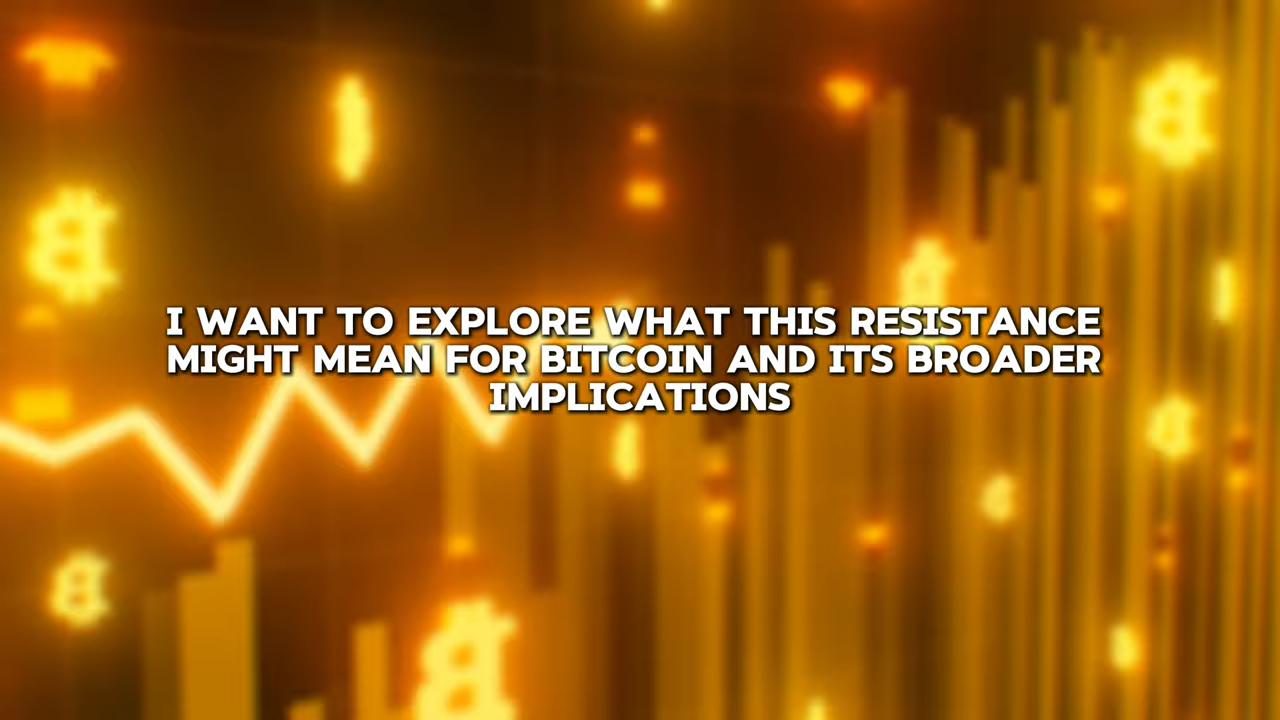 I WANT TO EXPLORE WHAT THIS RESISTANCE
MIGHT MEAN FOR BITCOIN AND ITS BROADER
IMPLICATIONS